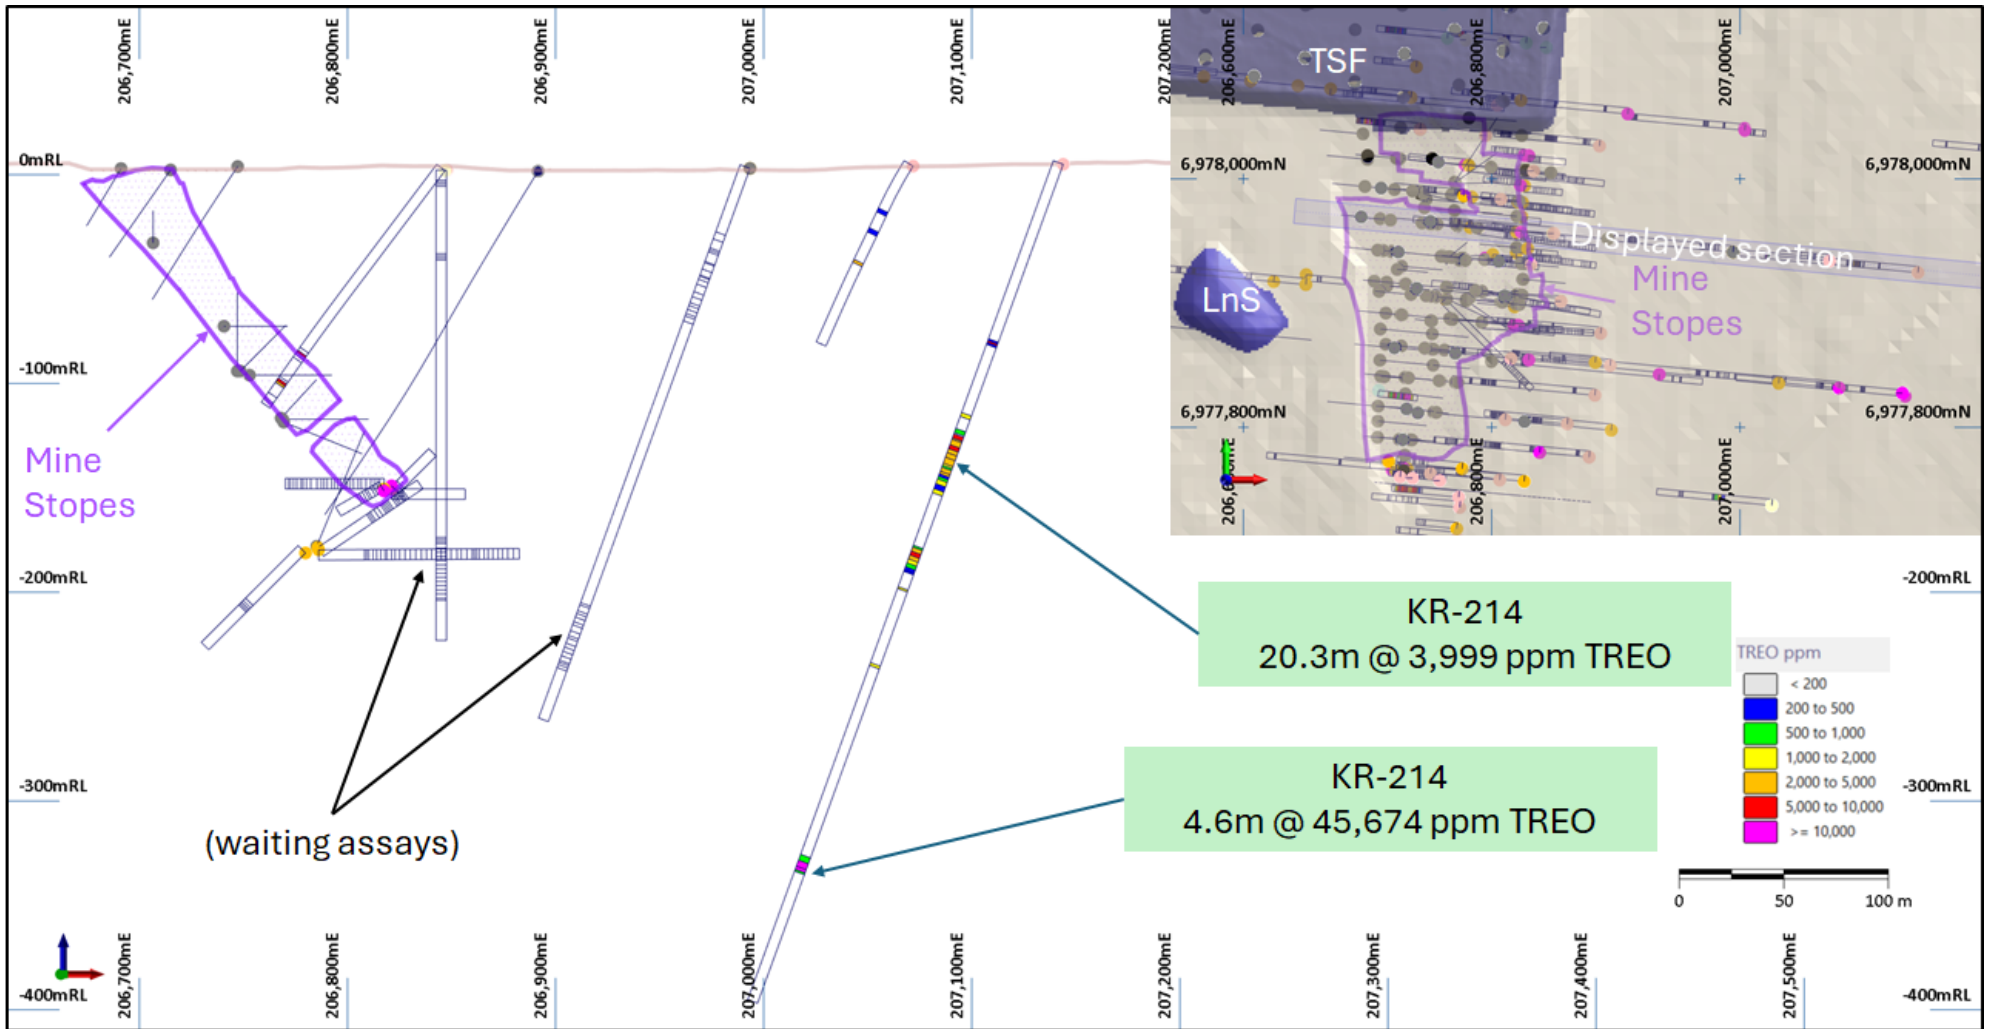 206,700mE
206,800mE
206,900mE
207,000mE
207,100mE
207,200mE
0mRL
-100mRL
-200mRL
-300mRL
-400mRL
Mine
Stopes
(waiting assays)
TSF
LnS
206,600mE
206,800mE
207,000mE
6,978,000mN
6,978,000mN
Displayed section
Mine
Stopes
6,977,800mN
6,977,800mN
206,800mE
207,000mE
KR-214
20.3m @ 3,999 ppm TREO
KR-214
4.6m @ 45,674 ppm TREO
-200mRL
-300mRL
-400mRL
TREO ppm
< 200
200 to 500
500 to 1,000
1,000 to 2,000
2,000 to 5,000
5,000 to 10,000
>= 10,000
0 50 100 m
206,700mE
206,800mE
206,900mE
207,000mE
207,100mE
207,200mE
207,300mE
207,400mE
207,500mE